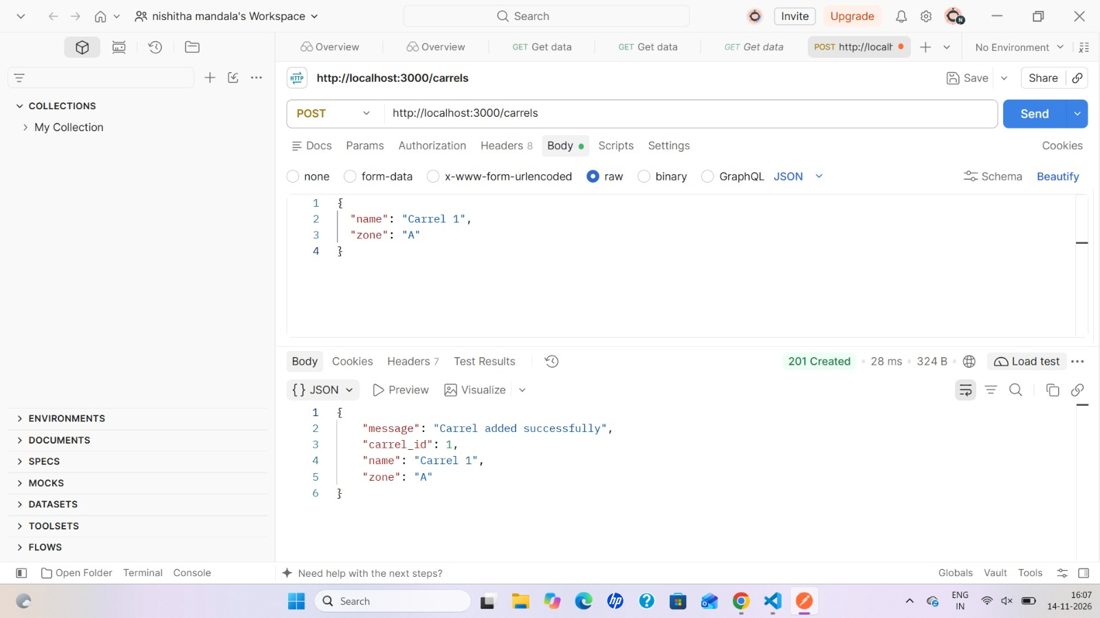 nishitha mandala's Workspace Search Invite Upgrade
Overview Overview GET Get data GET Get data GET Get data POST http://localh No Environment
HTTP http://localhost:3000/carrels Save Share
COLLECTIONS
My Collection
POST http://localhost:3000/carrels Send
Docs Params Authorization Headers 8 Body Scripts Settings Cookies
none form-data x-www-form-urlencoded raw binary GraphQL JSON Schema Beautify
1 {
2 "name": "Carrel 1",
3 "zone": "A"
4 }
Body Cookies Headers 7 Test Results 201 Created 28 ms 324 B Load test
{} JSON Preview Visualize
1 {
2 "message": "Carrel added successfully",
3 "carrel_id": 1,
4 "name": "Carrel 1",
5 "zone": "A"
6 }
ENVIRONMENTS
DOCUMENTS
SPECS
MOCKS
DATASETS
TOOLSETS
FLOWS
Open Folder Terminal Console Need help with the next steps? Globals Vault Tools
Search hp ENG 16:07
IN 14-11-2026